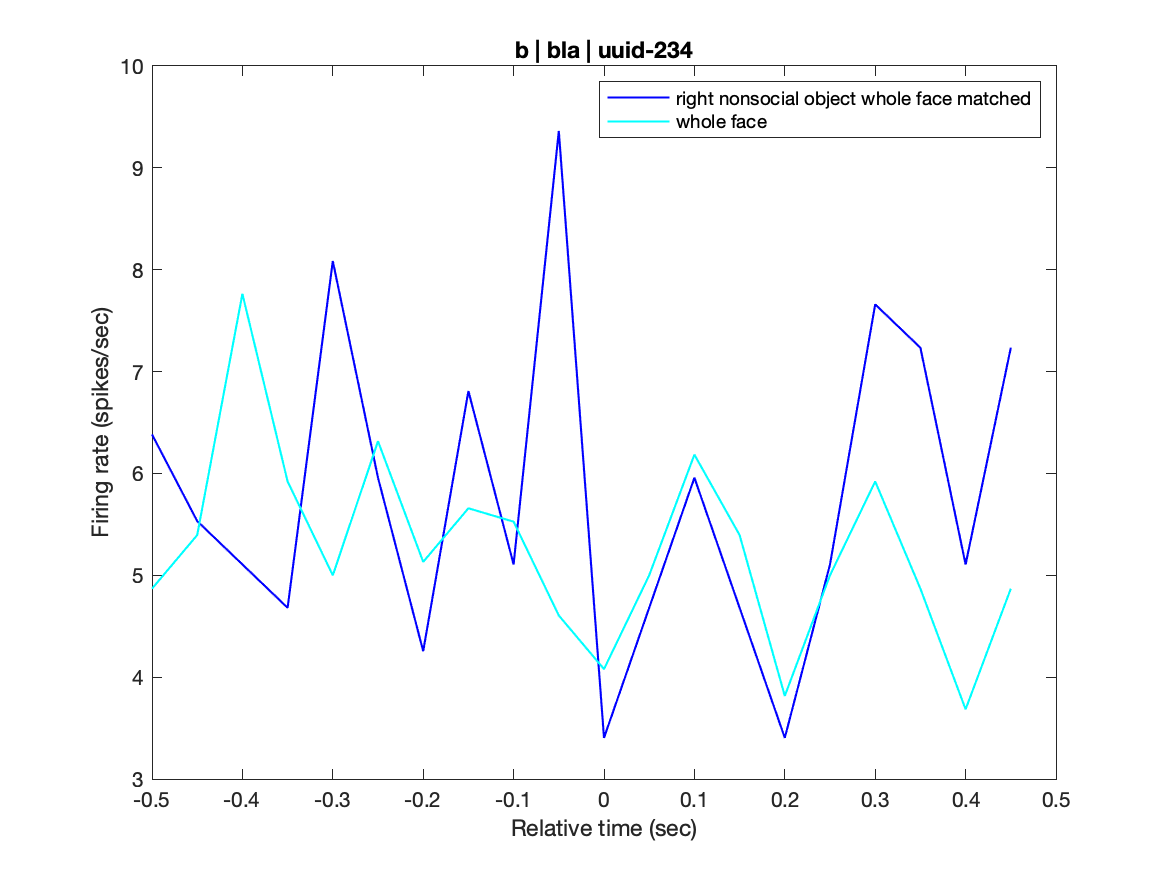 b | bla | uuid-234
right nonsocial object whole face matched
whole face
10
9
8
7
6
5
4
3
Firing rate (spikes/sec)
-0.5 -0.4 -0.3 -0.2 -0.1 0 0.1 0.2 0.3 0.4 0.5
Relative time (sec)